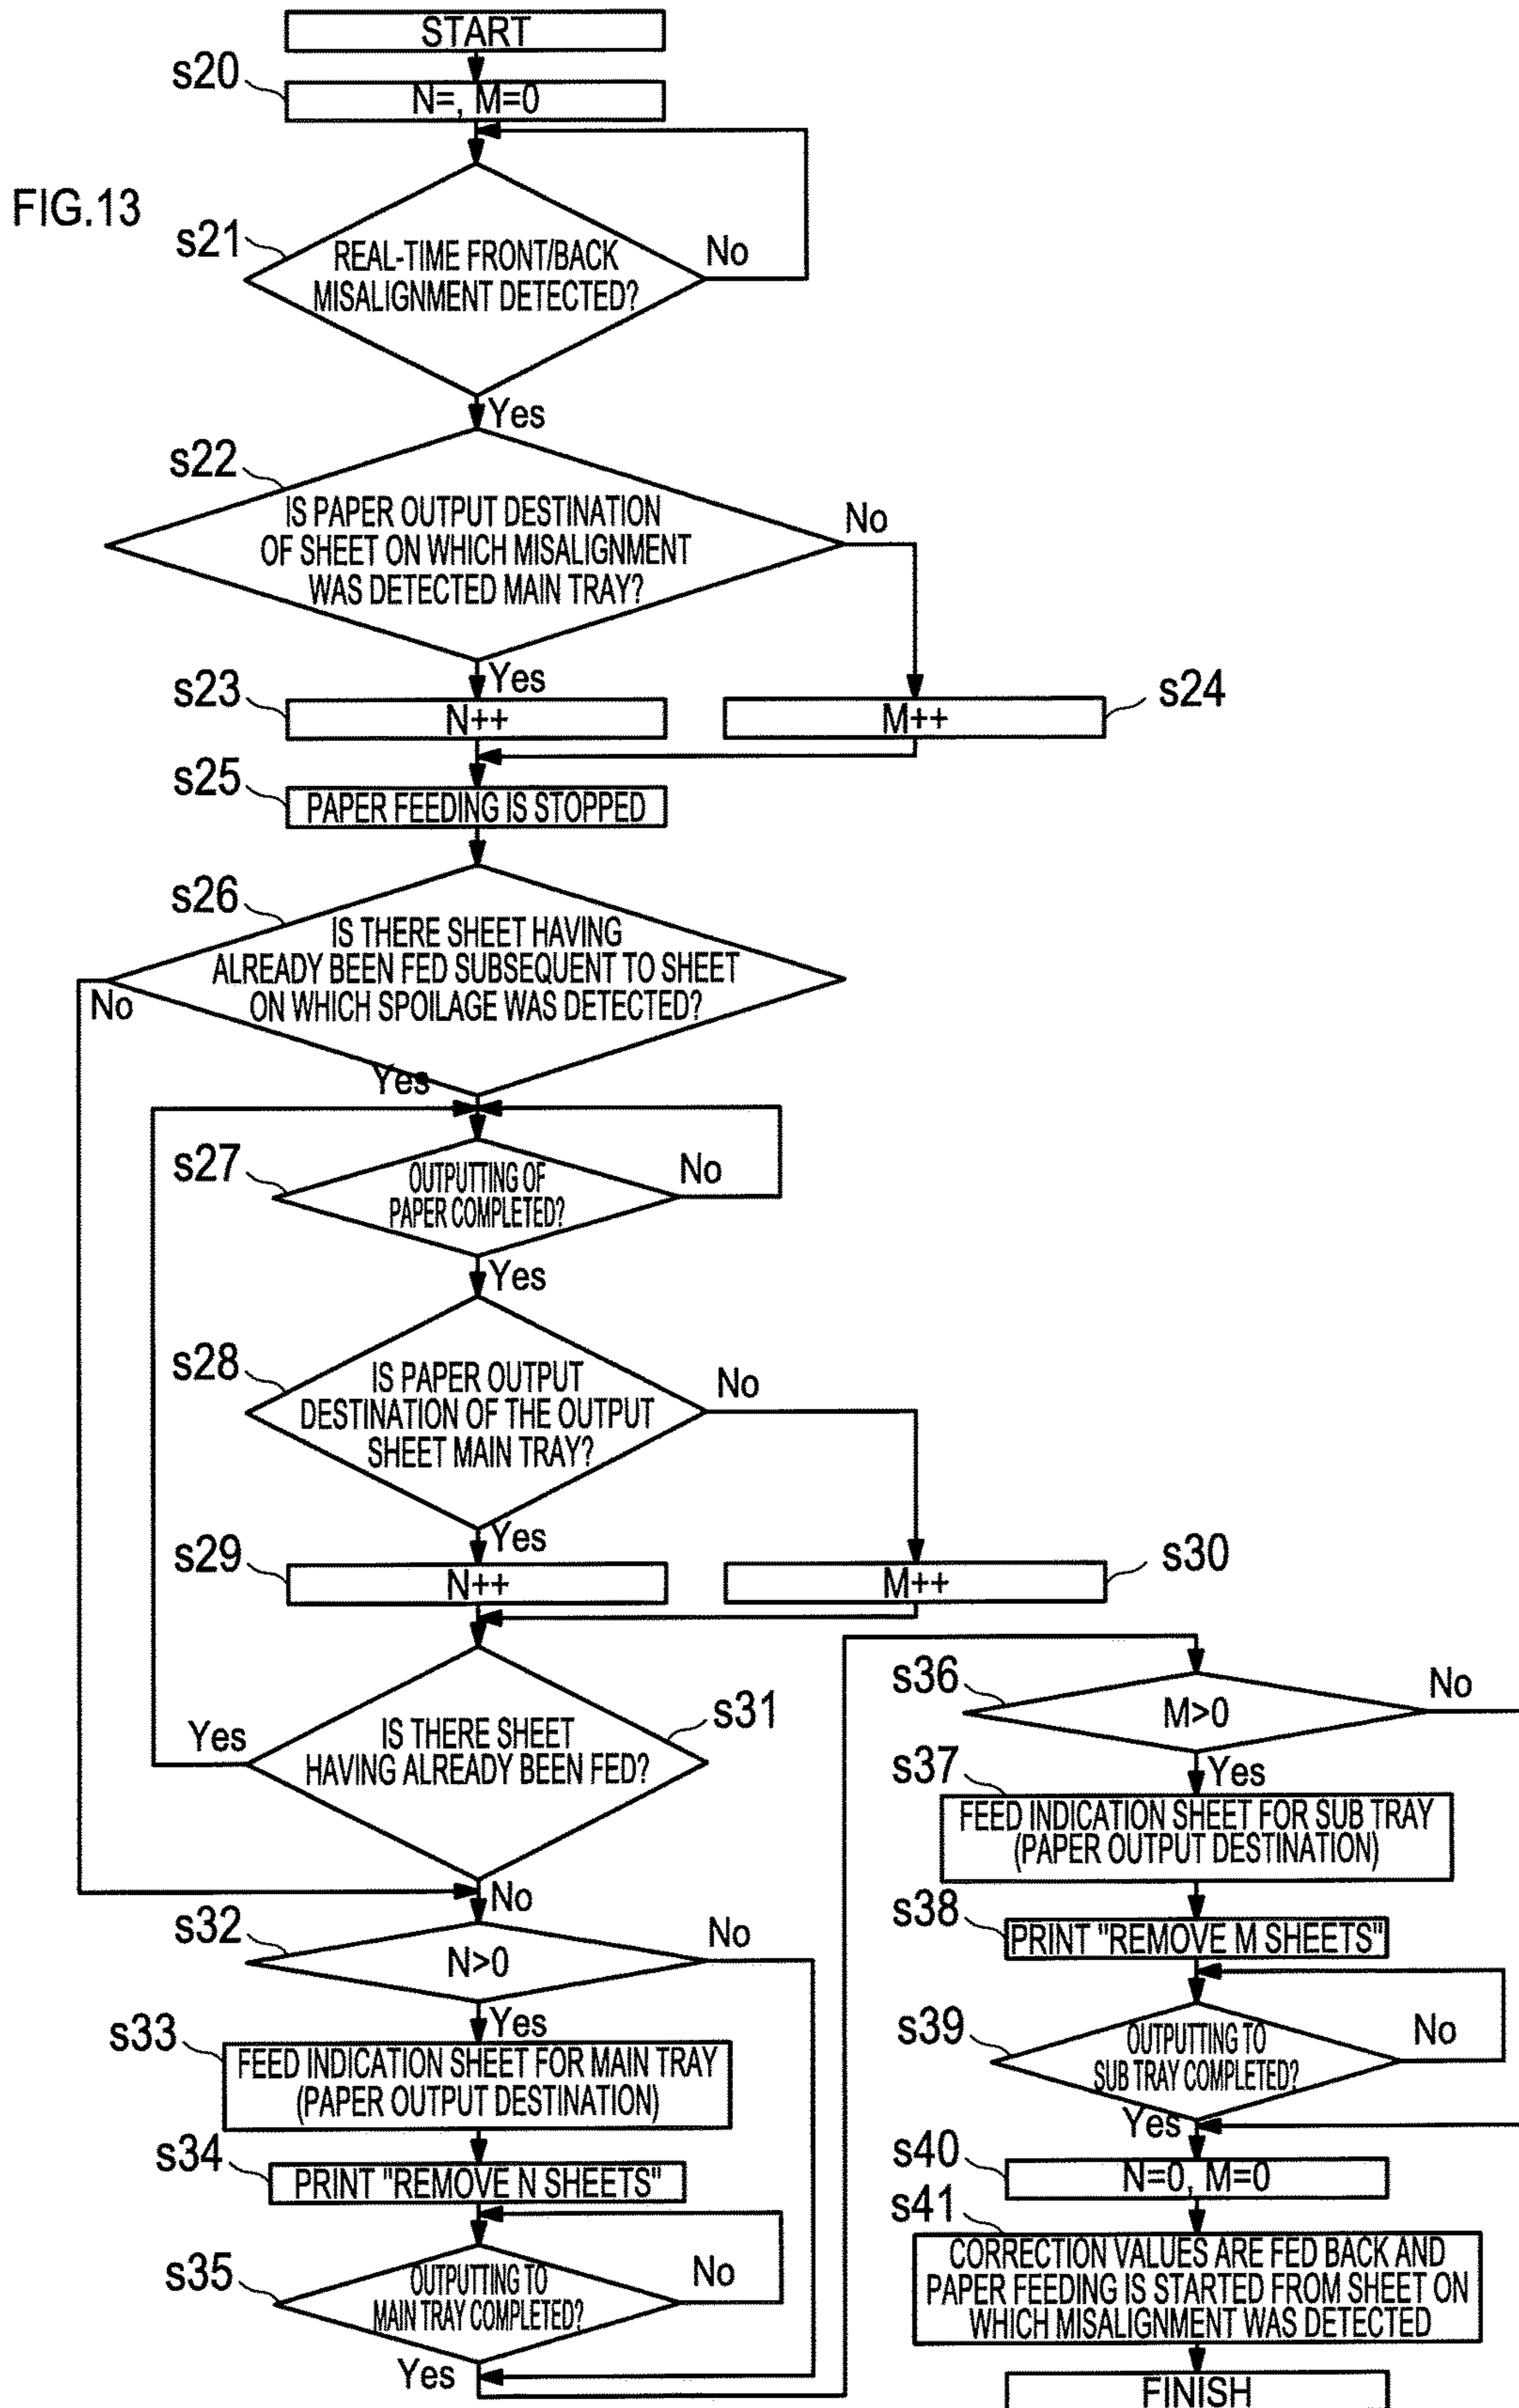 START
s20
N=, M=0
FIG.13
s21
REAL-TIME FRONT/BACK
MISALIGNMENT DETECTED?
No
Yes
s22
IS PAPER OUTPUT DESTINATION
OF SHEET ON WHICH MISALIGNMENT
WAS DETECTED MAIN TRAY?
No
Yes
s23
N++
M++
s24
s25
PAPER FEEDING IS STOPPED
s26
IS THERE SHEET HAVING
ALREADY BEEN FED SUBSEQUENT TO SHEET
ON WHICH SPOILAGE WAS DETECTED?
No
Yes
s27
OUTPUTTING OF
PAPER COMPLETED?
No
Yes
s28
IS PAPER OUTPUT
DESTINATION OF THE OUTPUT
SHEET MAIN TRAY?
No
Yes
s29
N++
M++
s30
s31
IS THERE SHEET
HAVING ALREADY BEEN FED?
Yes
No
s32
N>0
No
Yes
s33
FEED INDICATION SHEET FOR MAIN TRAY
(PAPER OUTPUT DESTINATION)
s34
PRINT "REMOVE N SHEETS"
s35
OUTPUTTING TO
MAIN TRAY COMPLETED?
No
Yes
s36
M>0
No
Yes
s37
FEED INDICATION SHEET FOR SUB TRAY
(PAPER OUTPUT DESTINATION)
s38
PRINT "REMOVE M SHEETS"
s39
OUTPUTTING TO
SUB TRAY COMPLETED?
No
Yes
s40
N=0, M=0
s41
CORRECTION VALUES ARE FED BACK AND
PAPER FEEDING IS STARTED FROM SHEET ON
WHICH MISALIGNMENT WAS DETECTED
FINISH